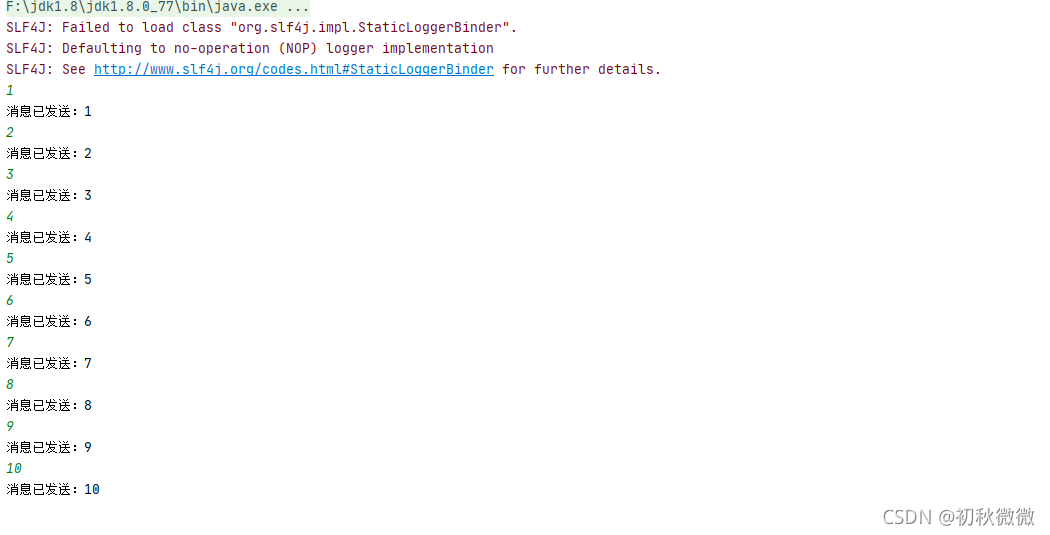 F:\jdk1.8\jdk1.8.0_77\bin\java.exe ...
SLF4J: Failed to load class "org.slf4j.impl.StaticLoggerBinder".
SLF4J: Defaulting to no-operation (NOP) logger implementation
SLF4J: See http://www.slf4j.org/codes.html#StaticLoggerBinder for further details.
1
消息已发送：1
2
消息已发送：2
3
消息已发送：3
4
消息已发送：4
5
消息已发送：5
6
消息已发送：6
7
消息已发送：7
8
消息已发送：8
9
消息已发送：9
10
消息已发送：10
CSDN @初秋微微